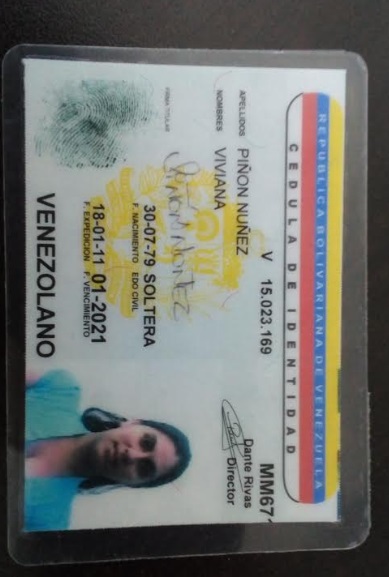 REPUBLICA BOLIVARIANA DE VENEZUELA
CEDULA DE IDENTIDAD
V 15.023.169
MM67
APELLIDOS PIÑON NUÑEZ
NOMBRES VIVIANA
Dante Rivas
Director
FIRMA TITULAR
30-07-79 SOLTERA
F. NACIMIENTO EDO CIVIL
18-01-11 01-2021
F. EXPEDICIÓN F. VENCIMIENTO
VENEZOLANO